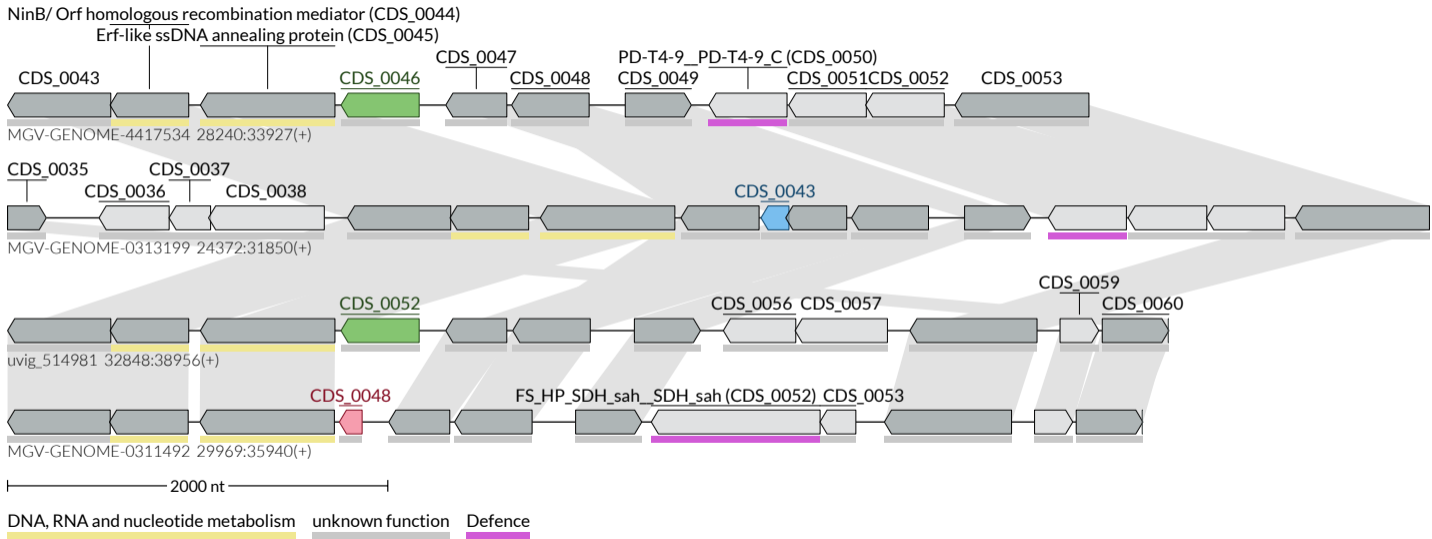 NinB/ Orf homologous recombination mediator (CDS_0044)
Erf-like ssDNA annealing protein (CDS_0045)
CDS_0047 PD-T4-9__PD-T4-9_C (CDS_0050)
CDS_0043 CDS_0046 CDS_0048 CDS_0049 CDS_0051 CDS_0052 CDS_0053
MGV-GENOME-4417534 28240:33927(+)
CDS_0035 CDS_0037
CDS_0036 CDS_0038 CDS_0043
MGV-GENOME-0313199 24372:31850(+)
CDS_0059
CDS_0052 CDS_0056 CDS_0057 CDS_0060
uvig_514981 32848:38956(+)
CDS_0048 FS_HP_SDH_sah__SDH_sah (CDS_0052) CDS_0053
MGV-GENOME-0311492 29969:35940(+)
2000 nt
DNA, RNA and nucleotide metabolism unknown function Defence